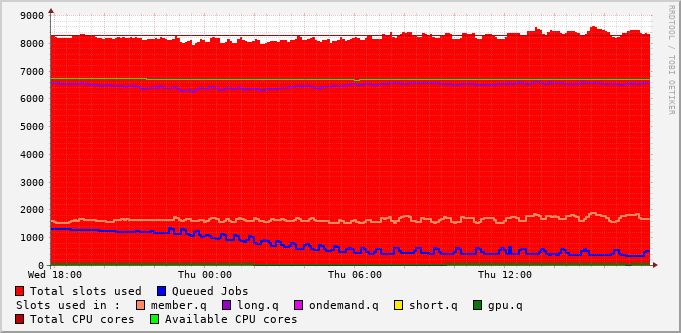 RRDTOOL / TOBI OETIKER
9000
8000
7000
6000
5000
4000
3000
2000
1000
0
Wed 18:00 Thu 00:00 Thu 06:00 Thu 12:00
Total slots used Queued Jobs
Slots used in : member.q long.q ondemand.q short.q gpu.q
Total CPU cores Available CPU cores